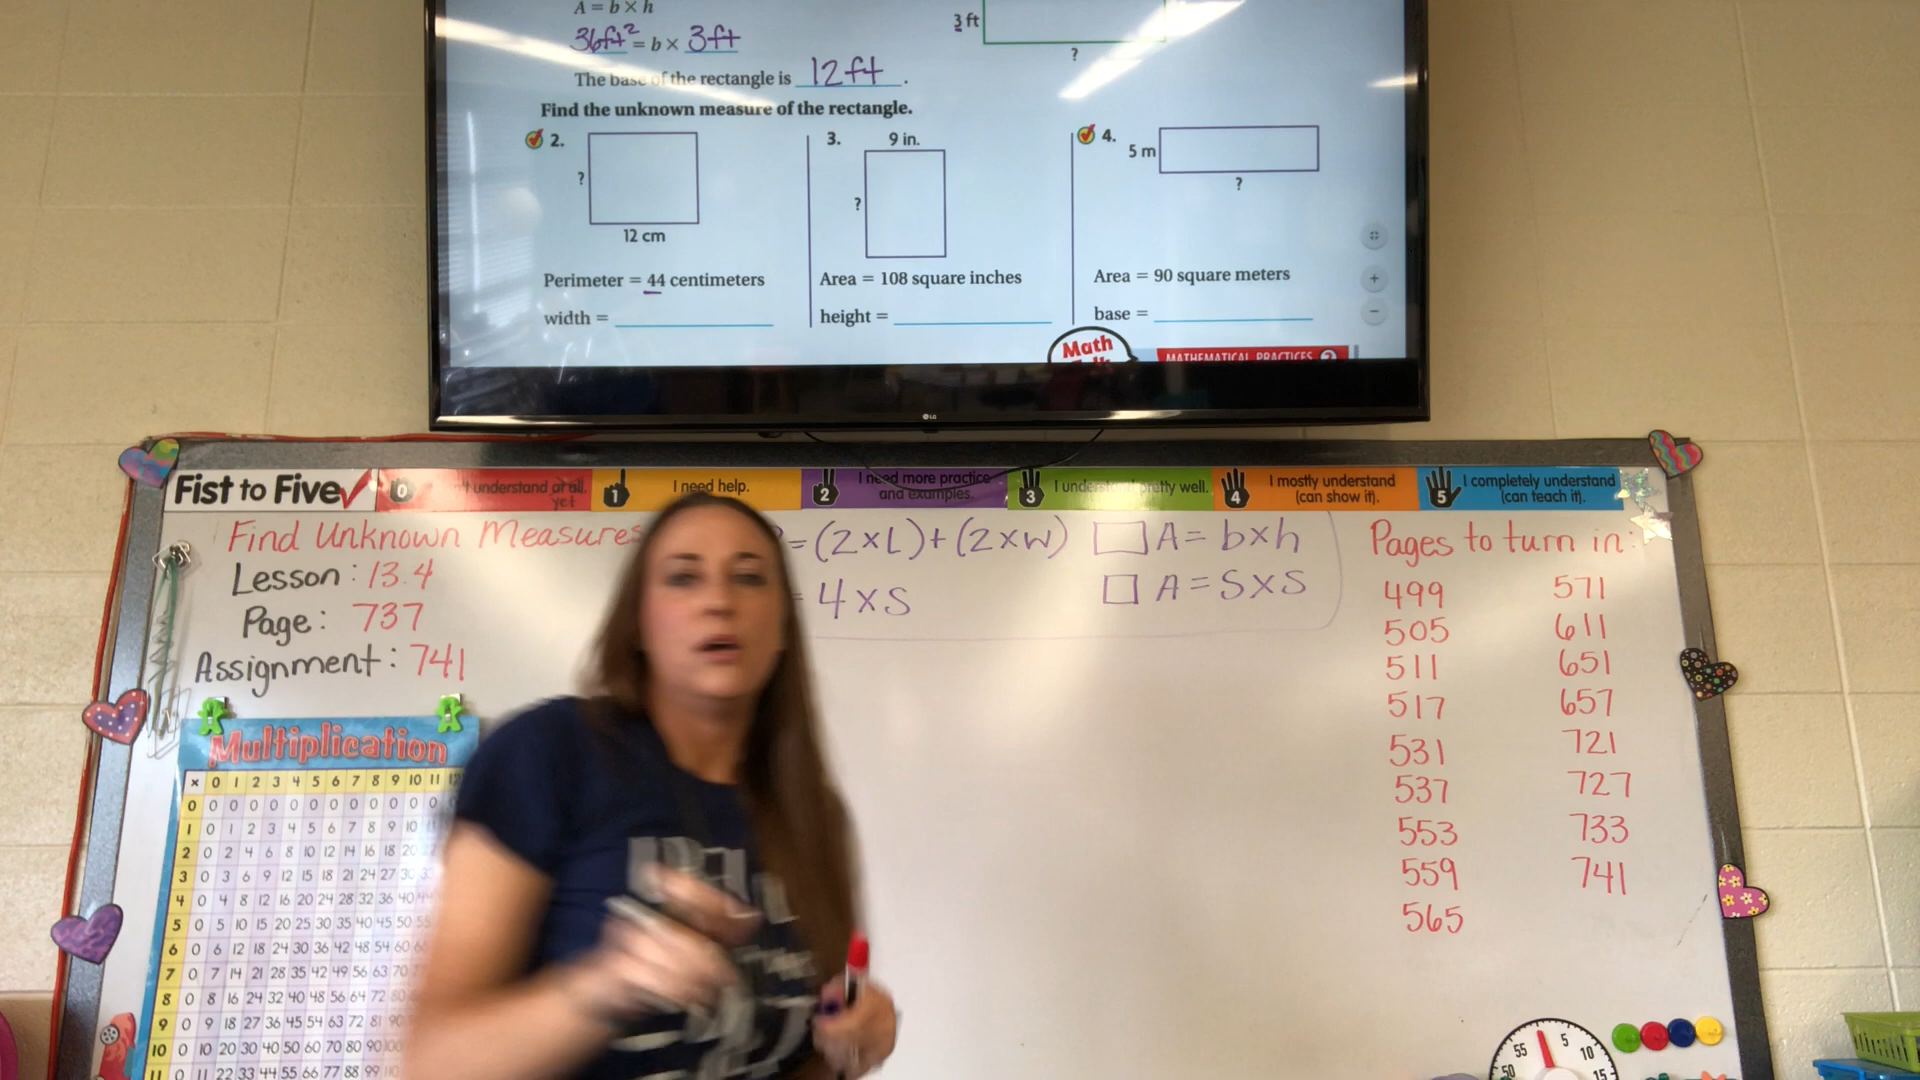 A = b × h
36ft² = b × 3ft
The base of the rectangle is 12ft .
3 ft
?
Find the unknown measure of the rectangle.
2.
?
12 cm
Perimeter = 44 centimeters
width =
3.
9 in.
?
Area = 108 square inches
height =
4.
5 m
?
Area = 90 square meters
base =
Math
MATHEMATICAL PRACTICES
LG
Fist to Five
0 understand at all. yet
1 I need help.
2 I need more practice
and examples.
3 I understand pretty well.
4 I mostly understand
(can show it).
5 I completely understand
(can teach it).
Find Unknown Measures
Lesson: 13.4
Page: 737
Assignment: 741
=(2xL)+(2xW)
= 4xS
A= bxh
A=SxS
Pages to turn in:
499 571
505 611
511 651
517 657
531 721
537 727
553 733
559 741
565
Multiplication
x 0 1 2 3 4 5 6 7 8 9 10 11 12
0 0 0 0 0 0 0 0 0 0 0 0 0
1 0 1 2 3 4 5 6 7 8 9 10
2 0 2 4 6 8 10 12 14 16 18 20
3 0 3 6 9 12 15 18 21 24 27 30
4 0 4 8 12 16 20 24 28 32 36 40 44
5 0 5 10 15 20 25 30 35 40 45 50 55
6 0 6 12 18 24 30 36 42 48 54 60
7 0 7 14 21 28 35 42 49 56 63 70
8 0 8 16 24 32 40 48 56 64 72 80
9 0 9 18 27 36 45 54 63 72 81 90
10 0 10 20 30 40 50 60 70 80 90 100
11 0 11 22 33 44 55 66 77 88 99 110
55 5 10
50 15